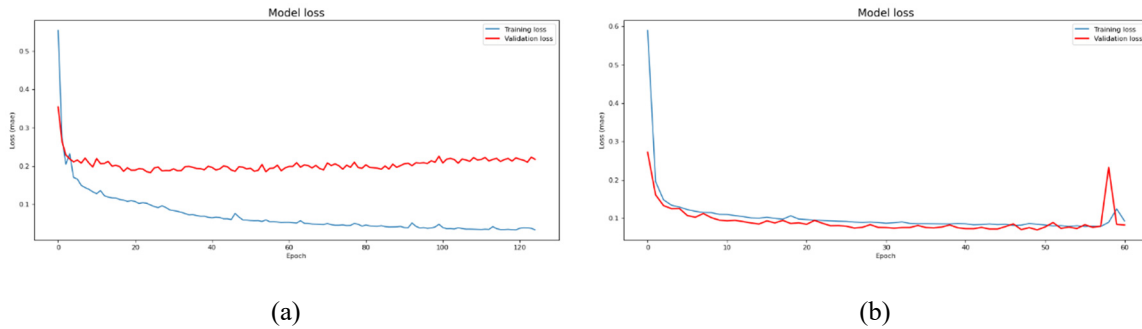 Model loss
Training loss
Validation loss
0.5
0.4
0.3
0.2
0.1
Loss (mae)
0 20 40 60 80 100 120
Epoch
(a)
Model loss
Training loss
Validation loss
0.6
0.5
0.4
0.3
0.2
0.1
Loss (mae)
0 10 20 30 40 50 60
Epoch
(b)